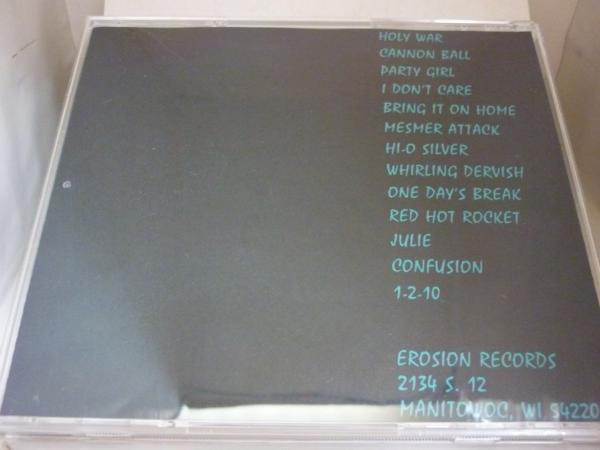 HOLY WAR
CANNON BALL
PARTY GIRL
I DON'T CARE
BRING IT ON HOME
MESMER ATTACK
HI-O SILVER
WHIRLING DERVISH
ONE DAY'S BREAK
RED HOT ROCKET
JULIE
CONFUSION
1-2-10
EROSION RECORDS
2134 S. 12
MANITOWOC, WI 54220